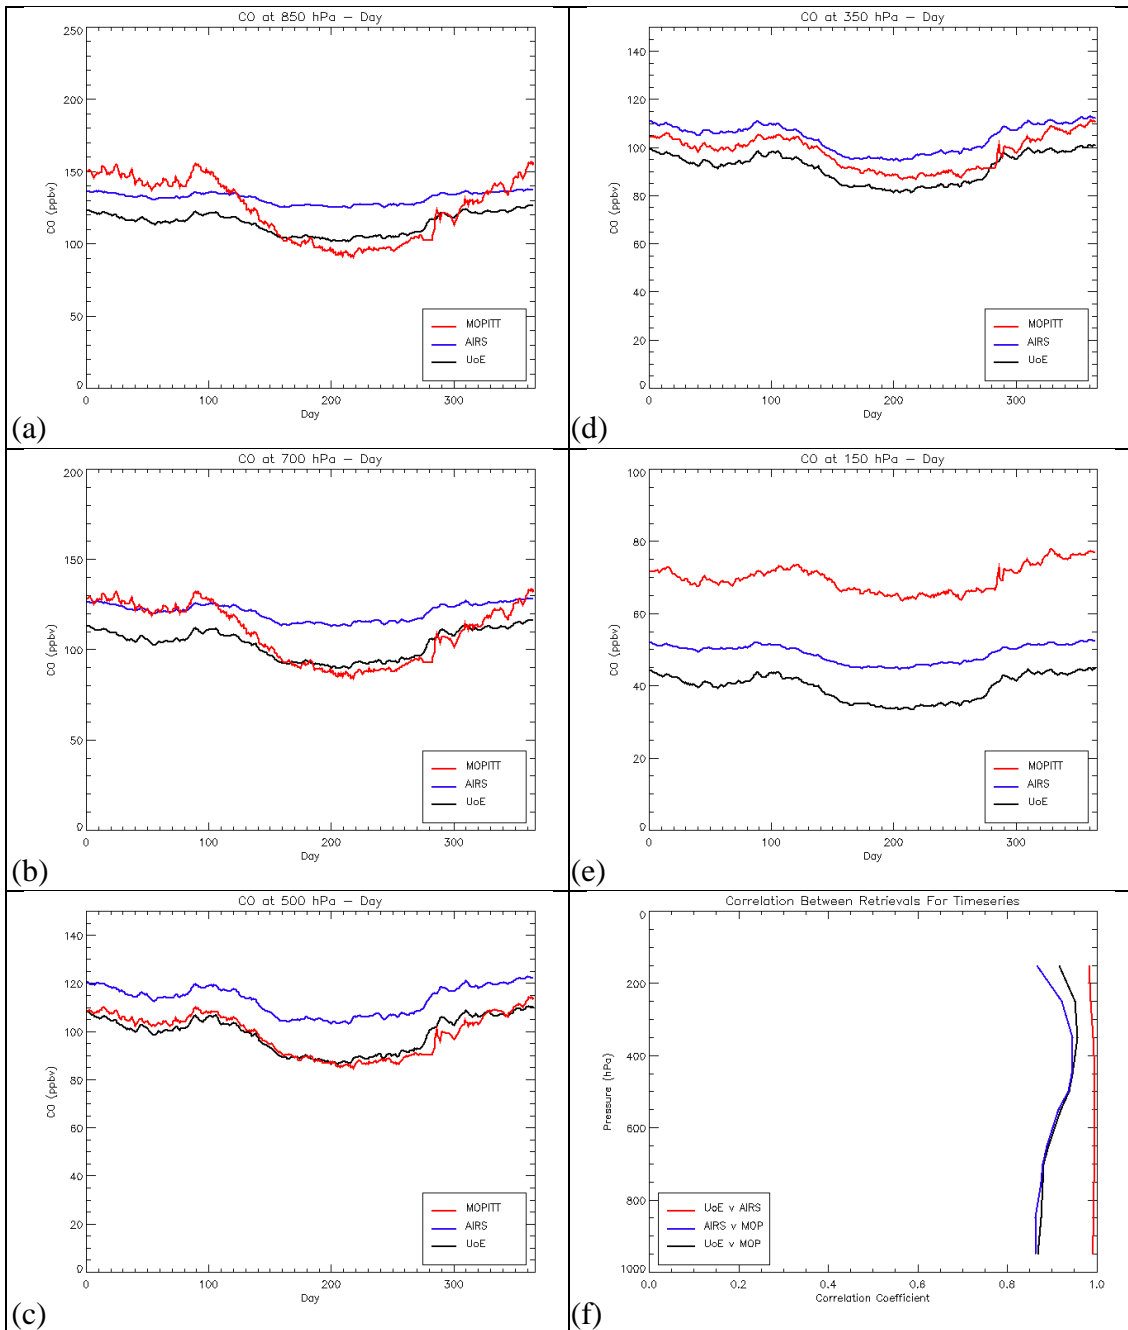 CO at 850 hPa – Day
250
200
150
100
50
0
CO (ppbv)
MOPITT
AIRS
UoE
0 100 200 300
Day
(a)
CO at 350 hPa – Day
140
120
100
80
60
40
20
0
CO (ppbv)
MOPITT
AIRS
UoE
0 100 200 300
Day
(d)
CO at 700 hPa – Day
200
150
100
50
0
CO (ppbv)
MOPITT
AIRS
UoE
0 100 200 300
Day
(b)
CO at 150 hPa – Day
100
80
60
40
20
0
CO (ppbv)
MOPITT
AIRS
UoE
0 100 200 300
Day
(e)
CO at 500 hPa – Day
140
120
100
80
60
40
20
0
CO (ppbv)
MOPITT
AIRS
UoE
0 100 200 300
Day
(c)
Correlation Between Retrievals For Timeseries
0
200
400
600
800
1000
Pressure (hPa)
UoE v AIRS
AIRS v MOP
UoE v MOP
0.0 0.2 0.4 0.6 0.8 1.0
Correlation Coefficient
(f)